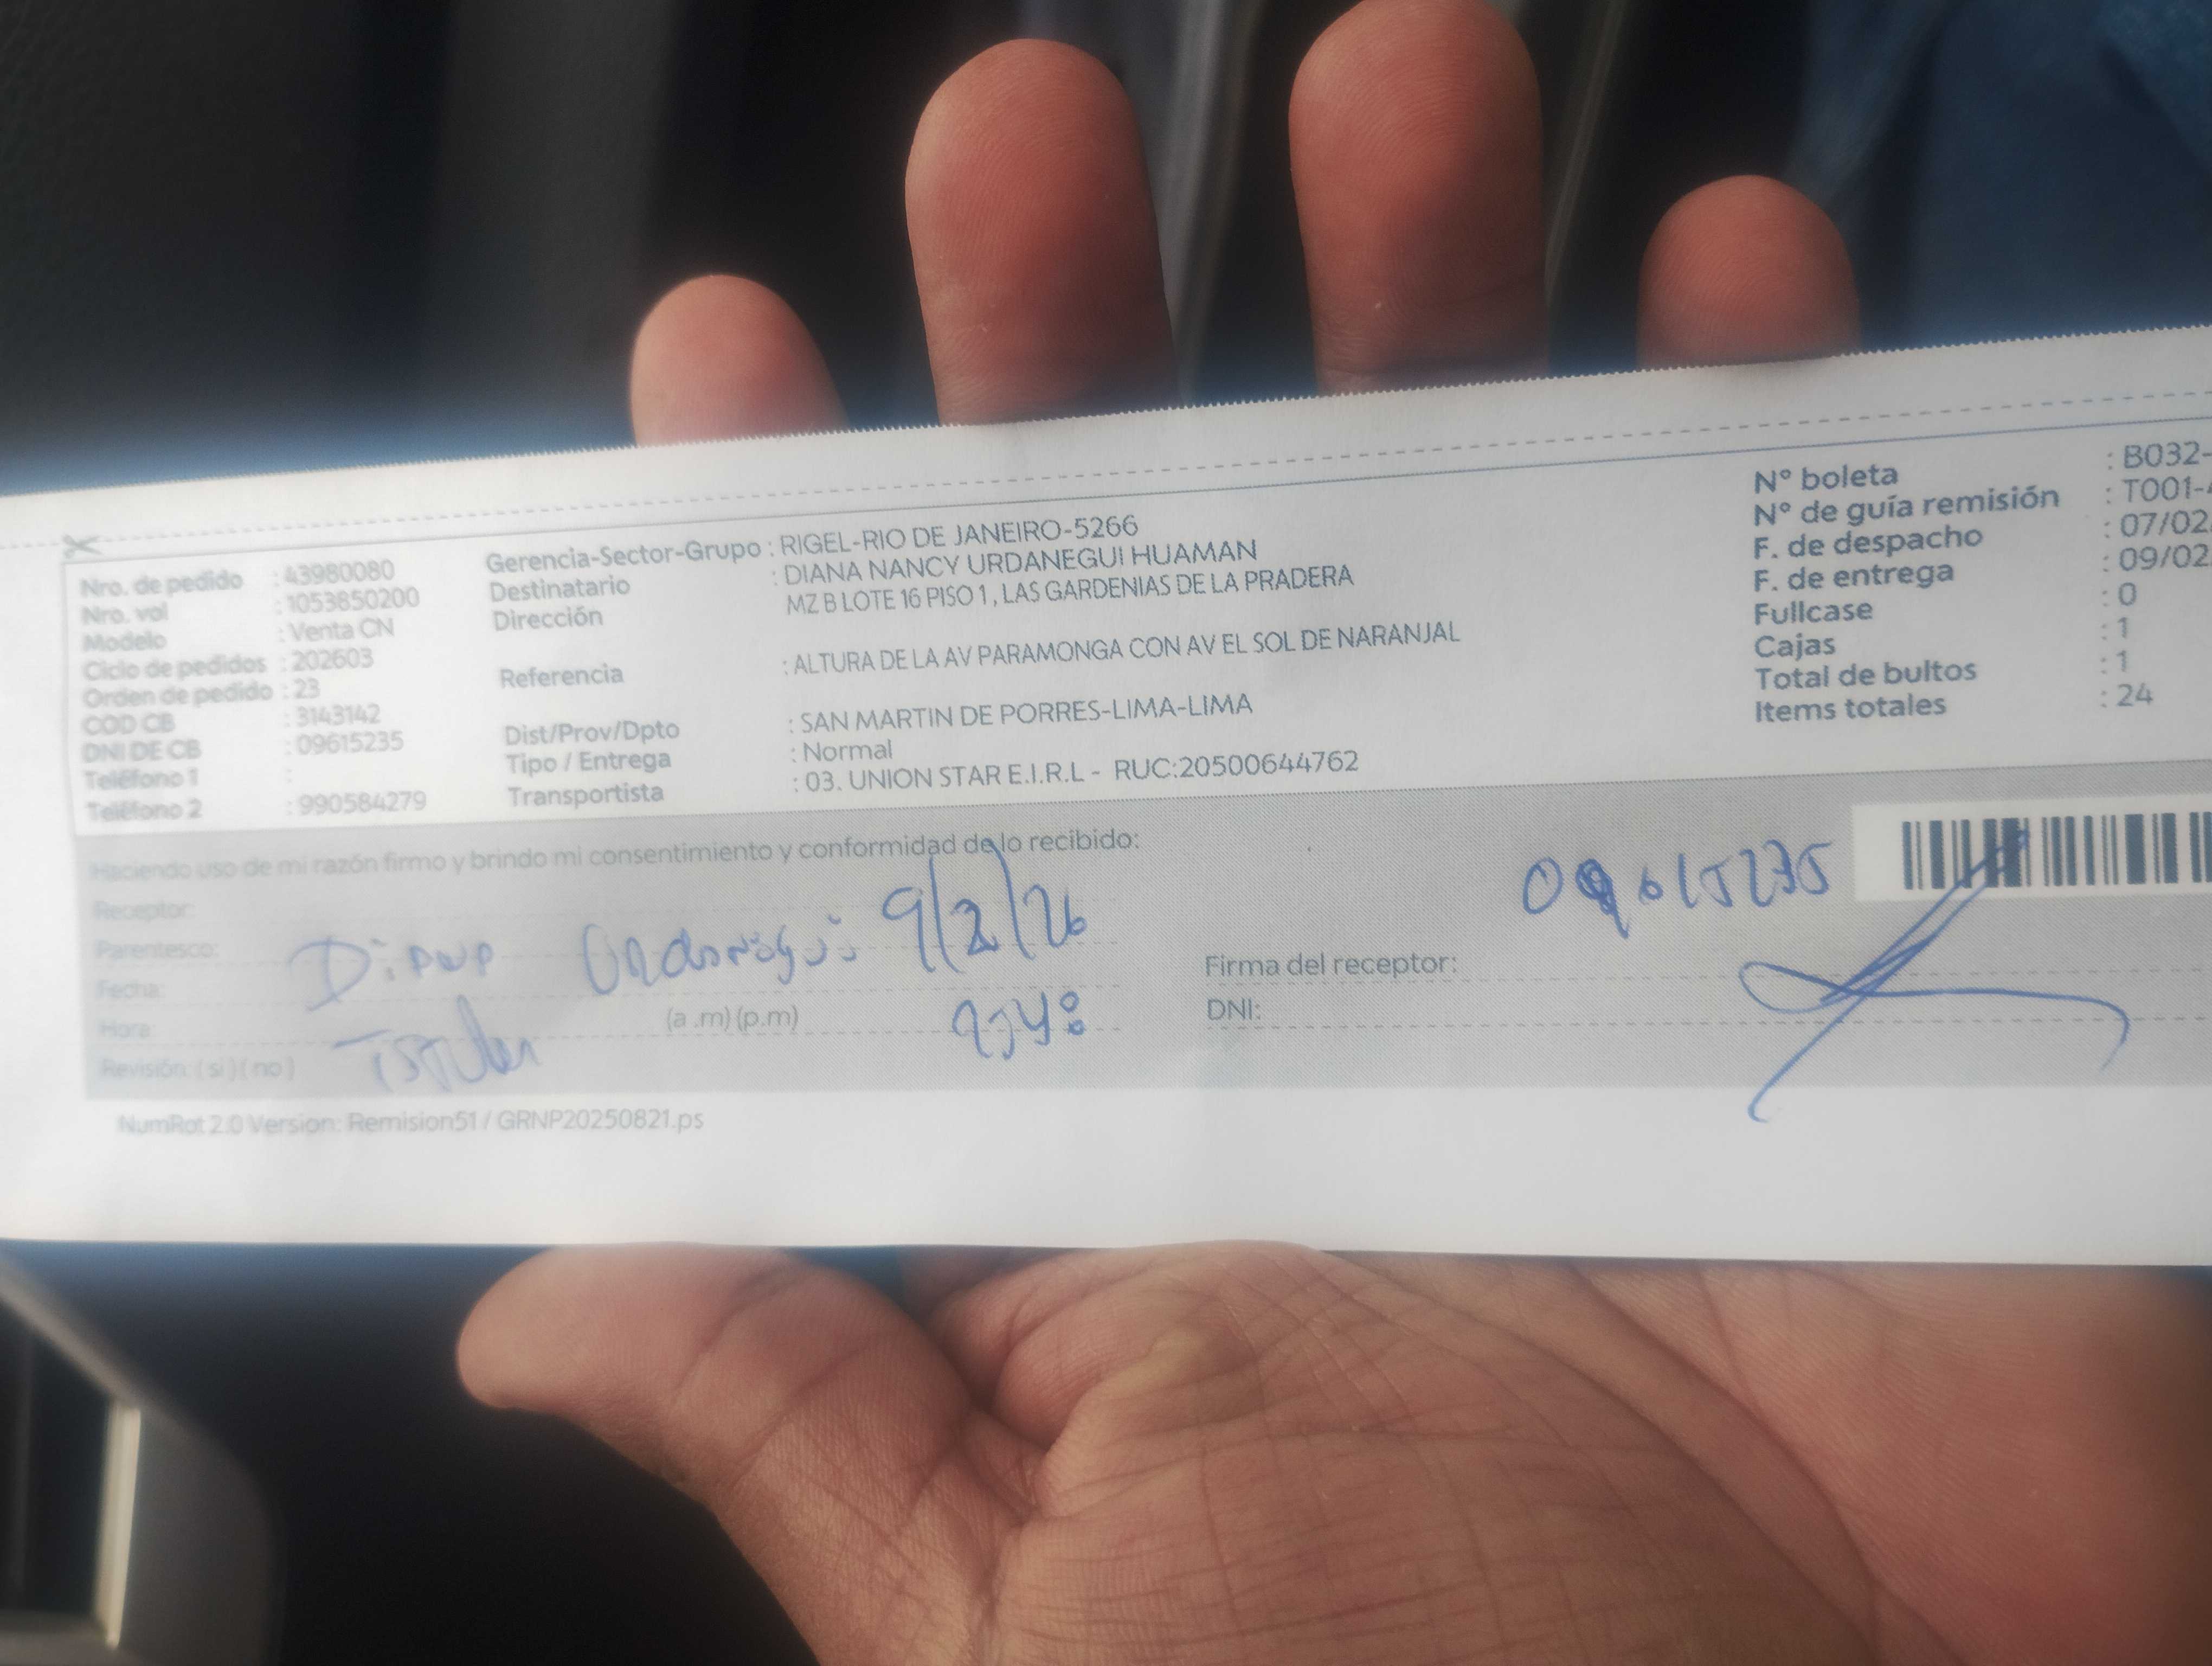 Nro. de pedido : 43980080
Nro. vol : 1053850200
Modelo : Venta CN
Ciclo de pedidos : 202603
Orden de pedido : 23
COD CB : 3143142
DNI DE CB : 09615235
Teléfono 1 :
Teléfono 2 : 990584279
Gerencia-Sector-Grupo : RIGEL-RIO DE JANEIRO-5266
Destinatario : DIANA NANCY URDANEGUI HUAMAN
Dirección MZ B LOTE 16 PISO 1, LAS GARDENIAS DE LA PRADERA
Referencia : ALTURA DE LA AV PARAMONGA CON AV EL SOL DE NARANJAL
Dist/Prov/Dpto : SAN MARTIN DE PORRES-LIMA-LIMA
Tipo / Entrega : Normal
Transportista : 03. UNION STAR E.I.R.L - RUC:20500644762
N° boleta : B032-
N° de guía remisión : T001-
F. de despacho : 07/02
F. de entrega : 09/02
Fullcase : 0
Cajas : 1
Total de bultos : 1
Items totales : 24
Haciendo uso de mi razón firmo y brindo mi consentimiento y conformidad de lo recibido:
Receptor:
Parentesco:
Fecha:
Hora: (a.m) (p.m)
Revisión: ( si ) ( no )
Diana Urdanegui 9/2/26
09615235
Firma del receptor:
DNI:
NumRot 2.0 Version: Remision51 / GRNP20250821.ps